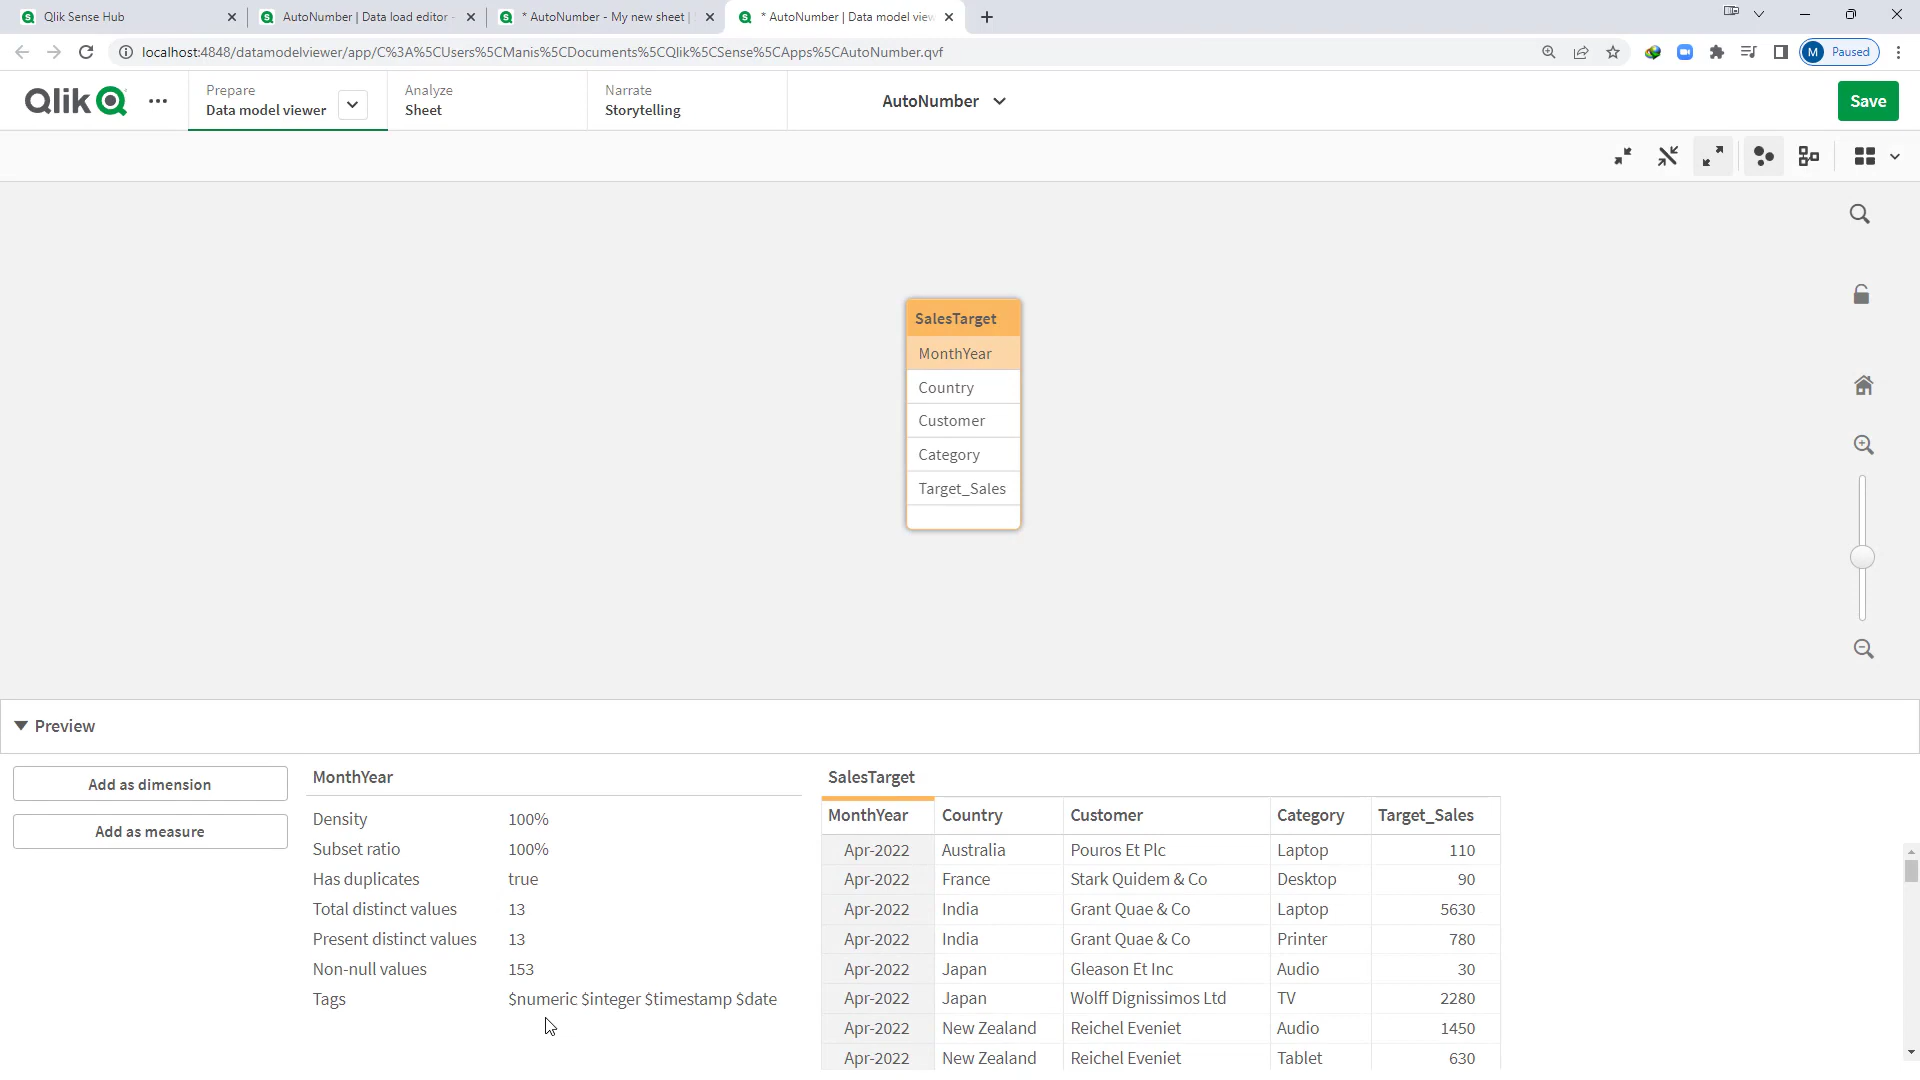 Qlik Sense Hub
AutoNumber | Data load editor -
* AutoNumber - My new sheet |
* AutoNumber | Data model view
localhost:4848/datamodelviewer/app/C%3A%5CUsers%5CManis%5CDocuments%5CQlik%5CSense%5CApps%5CAutoNumber.qvf
M Paused
Qlik
Prepare
Data model viewer
Analyze
Sheet
Narrate
Storytelling
AutoNumber
Save
SalesTarget
MonthYear
Country
Customer
Category
Target_Sales
Preview
Add as dimension
Add as measure
MonthYear
Density 100%
Subset ratio 100%
Has duplicates true
Total distinct values 13
Present distinct values 13
Non-null values 153
Tags $numeric $integer $timestamp $date
SalesTarget
MonthYear Country Customer Category Target_Sales
Apr-2022 Australia Pouros Et Plc Laptop 110
Apr-2022 France Stark Quidem & Co Desktop 90
Apr-2022 India Grant Quae & Co Laptop 5630
Apr-2022 India Grant Quae & Co Printer 780
Apr-2022 Japan Gleason Et Inc Audio 30
Apr-2022 Japan Wolff Dignissimos Ltd TV 2280
Apr-2022 New Zealand Reichel Eveniet Audio 1450
Apr-2022 New Zealand Reichel Eveniet Tablet 630